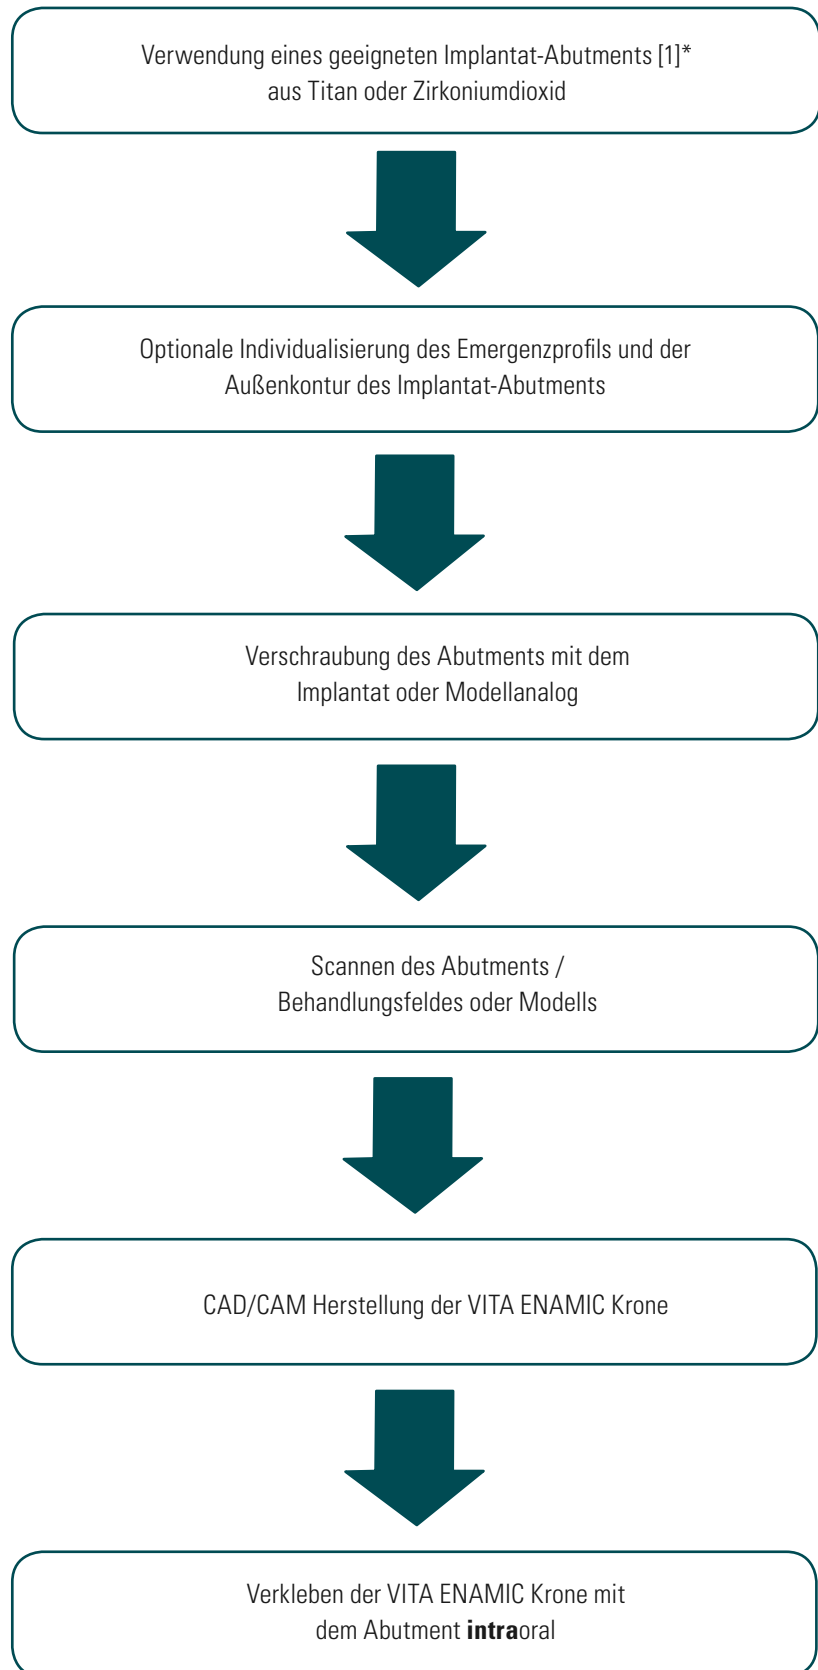 Verwendung eines geeigneten Implantat-Abutments [1]*
aus Titan oder Zirkoniumdioxid
Optionale Individualisierung des Emergenzprofils und der
Außenkontur des Implantat-Abutments
Verschraubung des Abutments mit dem
Implantat oder Modellanalog
Scannen des Abutments /
Behandlungsfeldes oder Modells
CAD/CAM Herstellung der VITA ENAMIC Krone
Verkleben der VITA ENAMIC Krone mit
dem Abutment intraoral